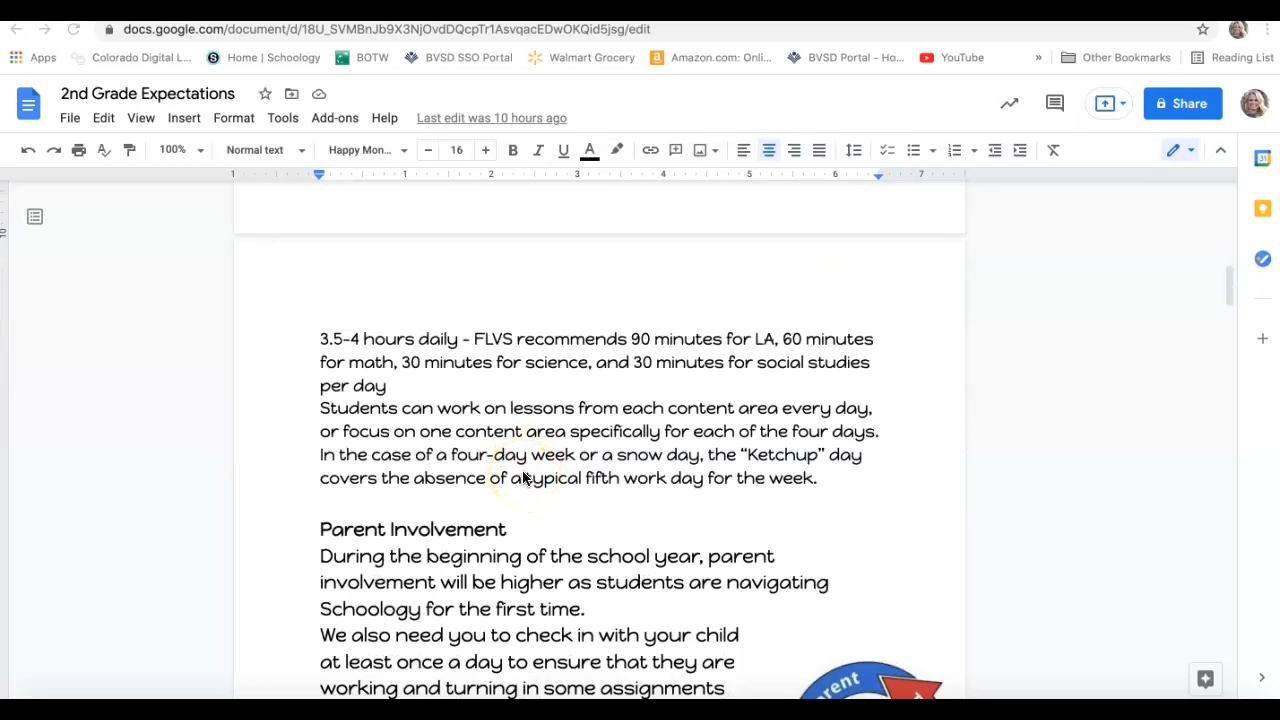 docs.google.com/document/d/18U_SVMBnJb9X3NjOvdDQcpTr1AsvqacEDwOKQid5jsg/edit
Apps Colorado Digital L... Home | Schoology BOTW BVSD SSO Portal Walmart Grocery Amazon.com: Onli... BVSD Portal - Ho... YouTube » Other Bookmarks Reading List
2nd Grade Expectations
Share
File Edit View Insert Format Tools Add-ons Help Last edit was 10 hours ago
100% Normal text Happy Mon... 16
1 1 2 3 4 5 6 7
3.5-4 hours daily - FLVS recommends 90 minutes for LA, 60 minutes
for math, 30 minutes for science, and 30 minutes for social studies
per day
Students can work on lessons from each content area every day,
or focus on one content area specifically for each of the four days.
In the case of a four-day week or a snow day, the “Ketchup” day
covers the absence of a typical fifth work day for the week.
Parent Involvement
During the beginning of the school year, parent
involvement will be higher as students are navigating
Schoology for the first time.
We also need you to check in with your child
at least once a day to ensure that they are
working and turning in some assignments